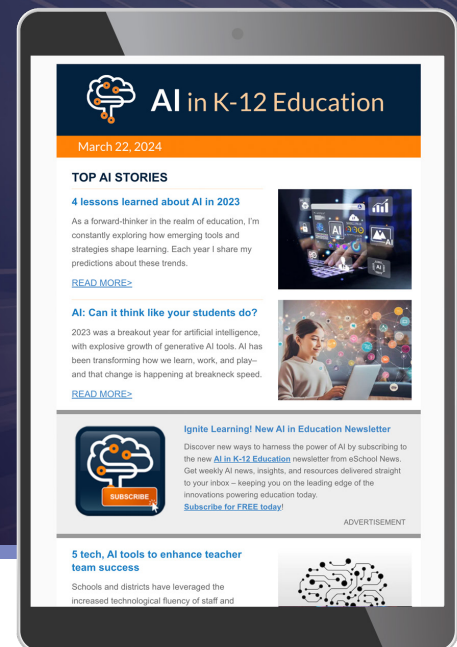 AI in K-12 Education
March 22, 2024
TOP AI STORIES
4 lessons learned about AI in 2023
As a forward-thinker in the realm of education, I'm
constantly exploring how emerging tools and
strategies shape learning. Each year I share my
predictions about these trends.
READ MORE>
AI
AI
AI
AI: Can it think like your students do?
2023 was a breakout year for artificial intelligence,
with explosive growth of generative AI tools. AI has
been transforming how we learn, work, and play–
and that change is happening at breakneck speed.
READ MORE>
Ignite Learning! New AI in Education Newsletter
Discover new ways to harness the power of AI by subscribing to
the new AI in K-12 Education newsletter from eSchool News.
Get weekly AI news, insights, and resources delivered straight
to your inbox – keeping you on the leading edge of the
innovations powering education today.
Subscribe for FREE today!
SUBSCRIBE
ADVERTISEMENT
5 tech, AI tools to enhance teacher
team success
Schools and districts have leveraged the
increased technological fluency of staff and